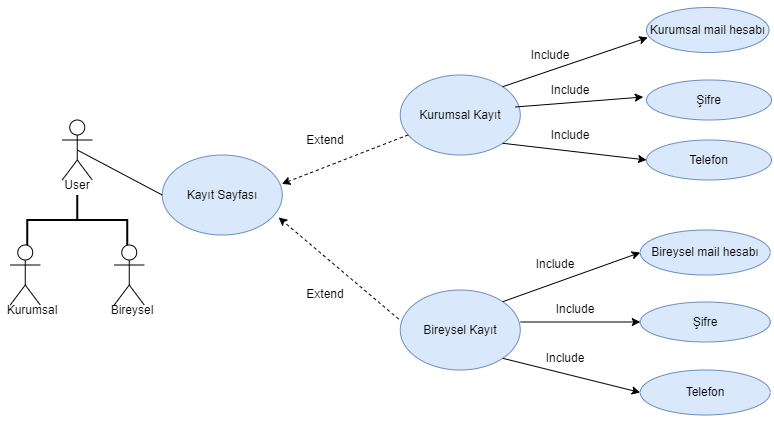 Kurumsal mail hesabı
Include
Include
Şifre
Kurumsal Kayıt
Include
Extend
Telefon
User
Kayıt Sayfası
Bireysel mail hesabı
Include
Extend
Kurumsal
Bireysel
Include
Şifre
Bireysel Kayıt
Include
Telefon